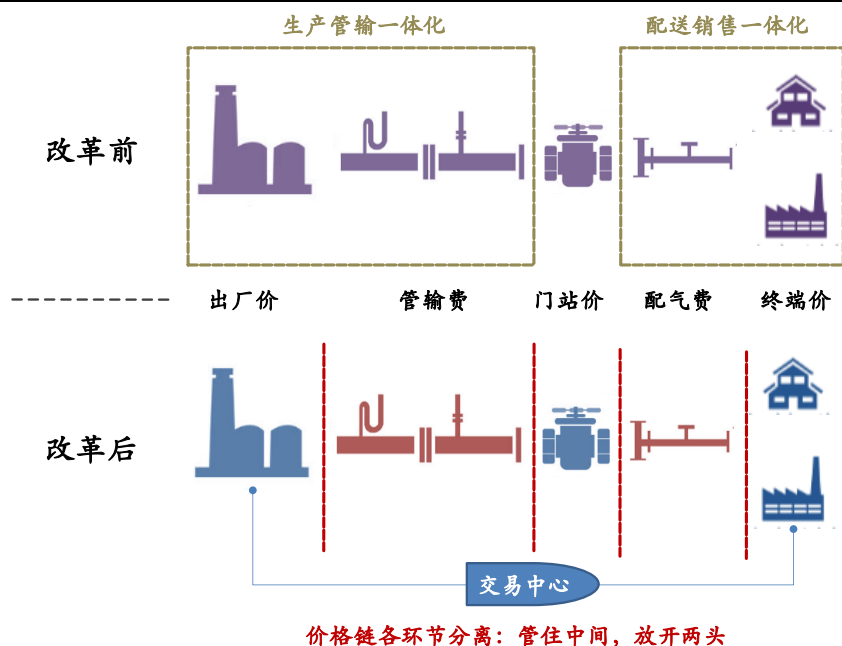 生产管输一体化
配送销售一体化
改革前
出厂价
管输费
门站价
配气费
终端价
改革后
交易中心
价格链各环节分离：管住中间，放开两头